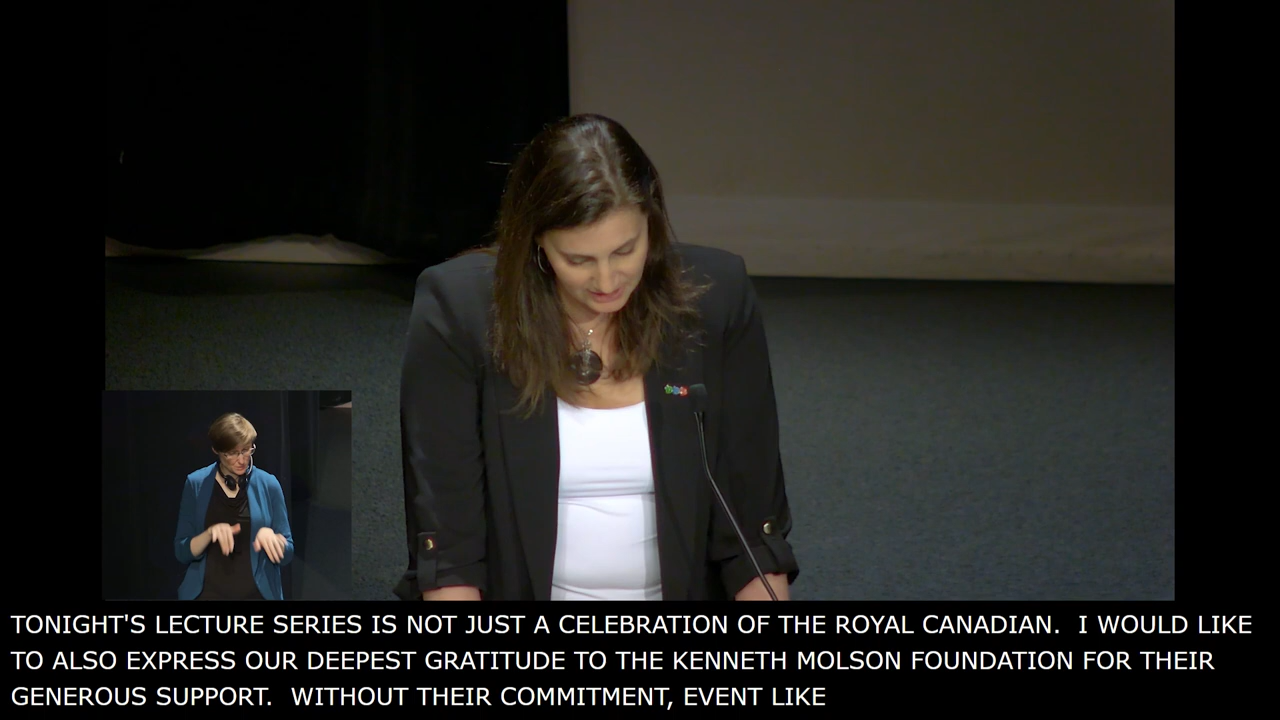 TONIGHT'S LECTURE SERIES IS NOT JUST A CELEBRATION OF THE ROYAL CANADIAN.  I WOULD LIKE
TO ALSO EXPRESS OUR DEEPEST GRATITUDE TO THE KENNETH MOLSON FOUNDATION FOR THEIR
GENEROUS SUPPORT.  WITHOUT THEIR COMMITMENT, EVENT LIKE